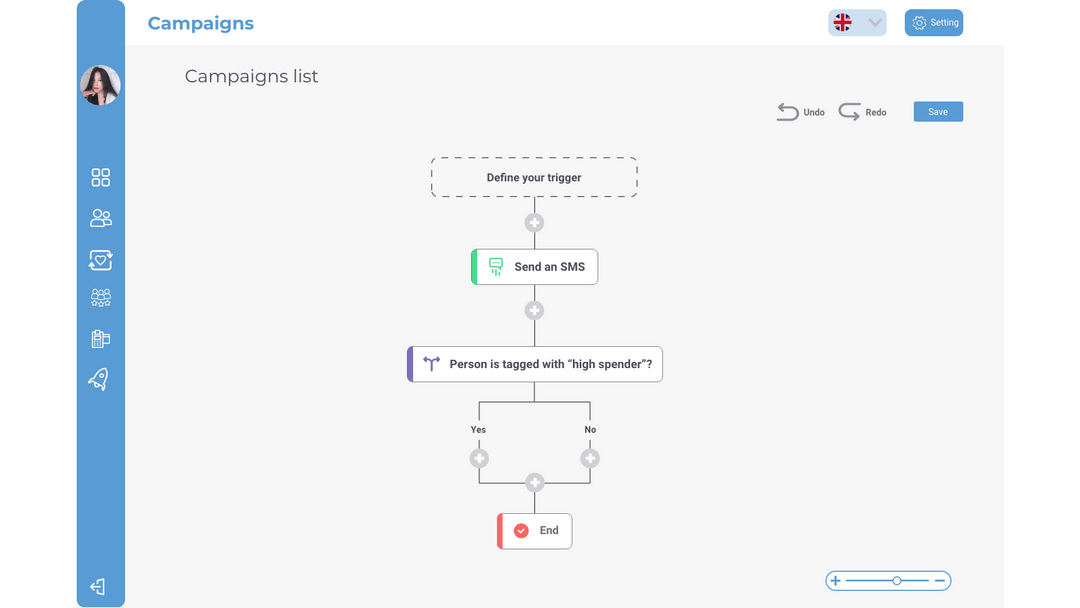 Campaigns
Setting
Campaigns list
Undo
Redo
Save
Define your trigger
Send an SMS
Person is tagged with “high spender”?
Yes
No
End